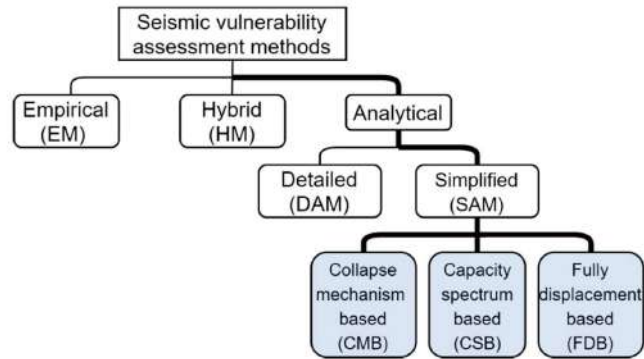 Seismic vulnerability
assessment methods
Empirical
(EM)
Hybrid
(HM)
Analytical
Detailed
(DAM)
Simplified
(SAM)
Collapse
mechanism
based
(CMB)
Capacity
spectrum
based
(CSB)
Fully
displacement
based
(FDB)